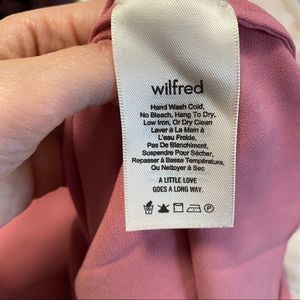 wilfred
Hand Wash Cold,
No Bleach, Hang To Dry,
Low Iron, Or Dry Clean
Laver À La Main à
L'eau Froide,
Pas De Blanchiment,
Suspendre Pour Sécher,
Repasser à Basse Température,
Ou Nettoyer à Sec
A LITTLE LOVE
GOES A LONG WAY.